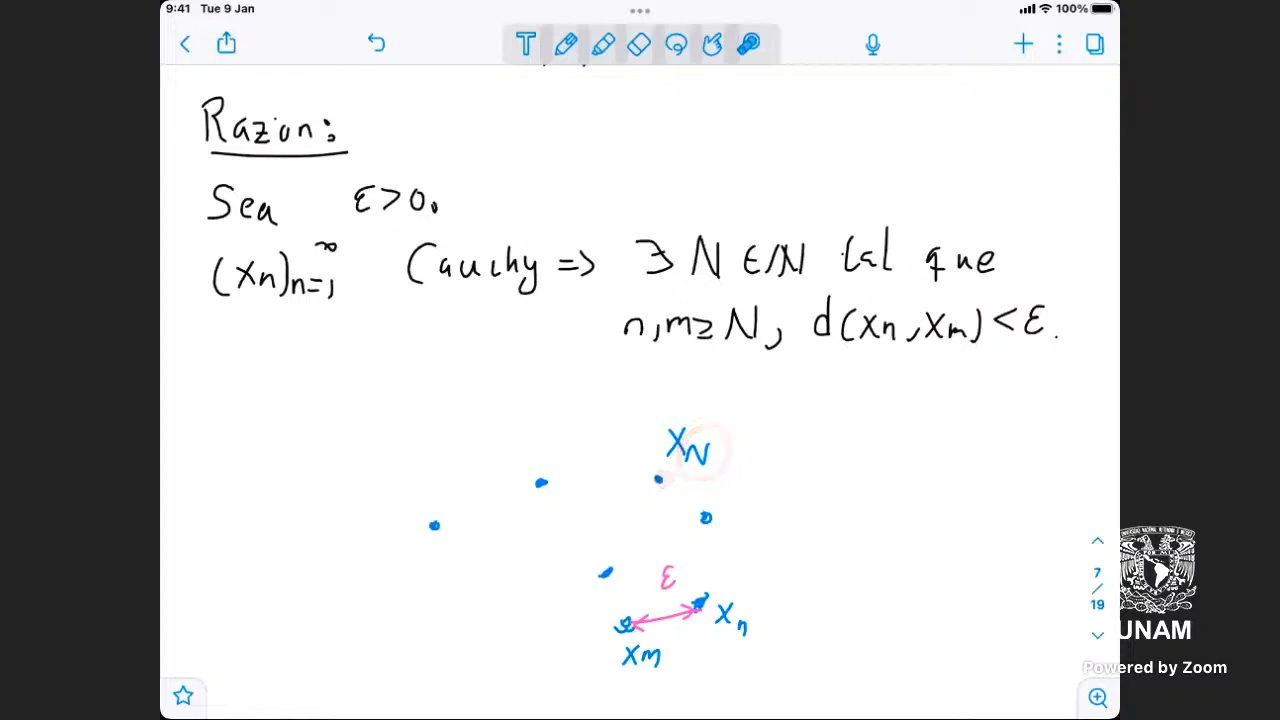 9:41 Tue 9 Jan
100%
T
Razon:
Sea ε>0.
(xn)n=1^∞ Cauchy => ∃ N ∈ ℕ tal que
n,m≥N, d(xn,xm)<ε.
XN
ε
xn
xm
7
/
19
UNAM
Powered by Zoom